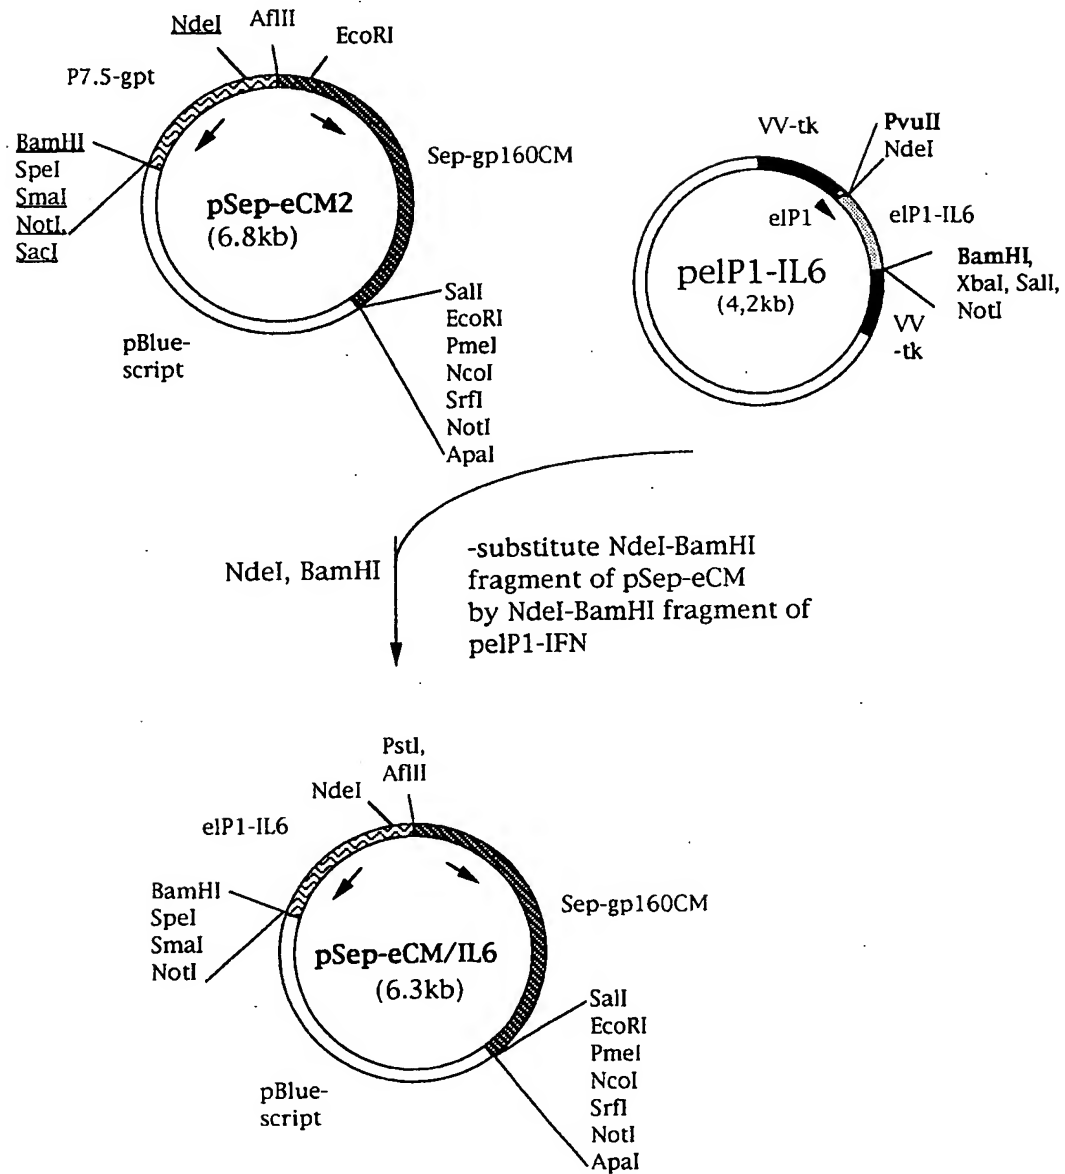 NdeI
AflII
EcoRI
P7.5-gpt
BamHI
SpeI
SmaI
NotI,
SacI
pSep-eCM2
(6.8kb)
Sep-gp160CM
pBlue-
script
SalI
EcoRI
PmeI
NcoI
SrfI
NotI
ApaI
VV-tk
PvuII
NdeI
elP1
elP1-IL6
pelP1-IL6
(4,2kb)
BamHI,
XbaI, SalI,
NotI
VV
-tk
NdeI, BamHI
-substitute NdeI-BamHI
fragment of pSep-eCM
by NdeI-BamHI fragment of
pelP1-IFN
PstI,
AflII
NdeI
elP1-IL6
BamHI
SpeI
SmaI
NotI
pSep-eCM/IL6
(6.3kb)
Sep-gp160CM
pBlue-
script
SalI
EcoRI
PmeI
NcoI
SrfI
NotI
ApaI